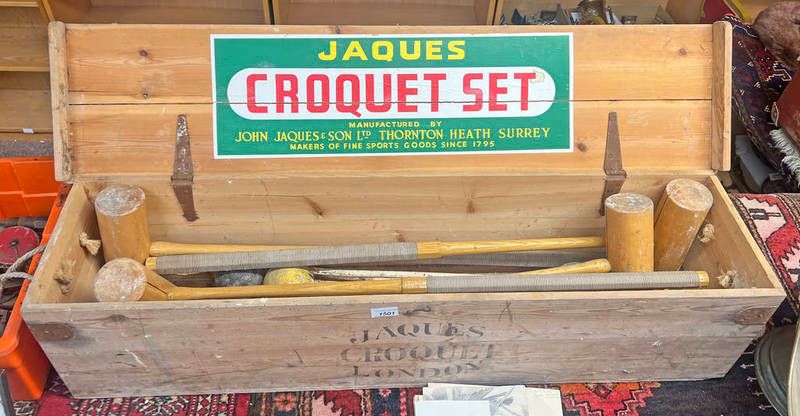 JAQUES
CROQUET SET
MANUFACTURED BY
JOHN JAQUES & SON LTD THORNTON HEATH SURREY
MAKERS OF FINE SPORTS GOODS SINCE 1795
1501
JAQUES
CROQUET
LONDON